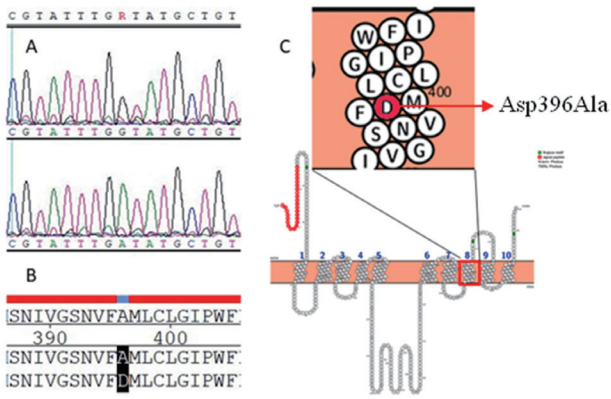 A
C G T A T T T G R T A T G C T G T
C G T A T T T G G T A T G C T G T
C G T A T T T G A T A T G C T G T
B
SNIVGSNVFAMLCLGIPWF
390 400
SNIVGSNVFAMLCLGIPWF
SNIVGSNVFDMLCLGIPWF
C
W F I
G I P
L C L
400
F D M
S N V
I V G
Asp396Ala
1 2 3 4 5 6 7 8 9 10